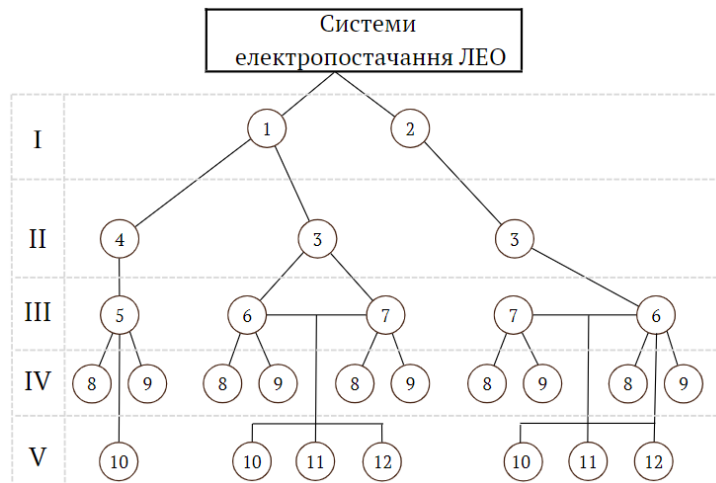 Системи
електропостачання ЛЕО
I
1 2
II
4 3 3
III
5 6 7 7 6
IV
8 9 8 9 8 9 8 9 8 9
V
10 10 11 12 10 11 12